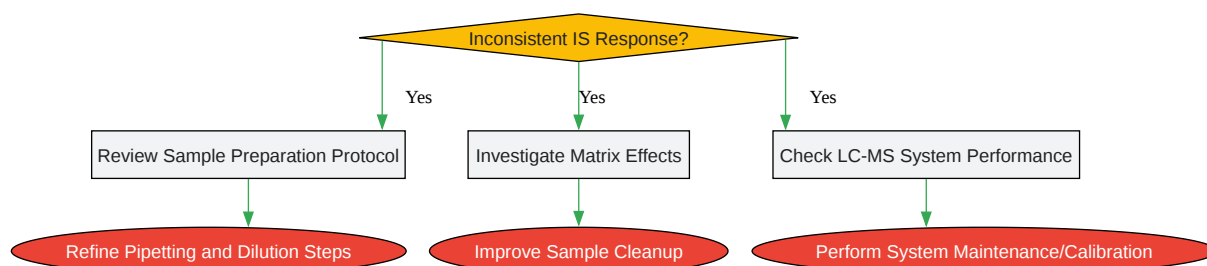 Inconsistent IS Response?
Yes
Yes
Yes
Review Sample Preparation Protocol
Investigate Matrix Effects
Check LC-MS System Performance
Refine Pipetting and Dilution Steps
Improve Sample Cleanup
Perform System Maintenance/Calibration